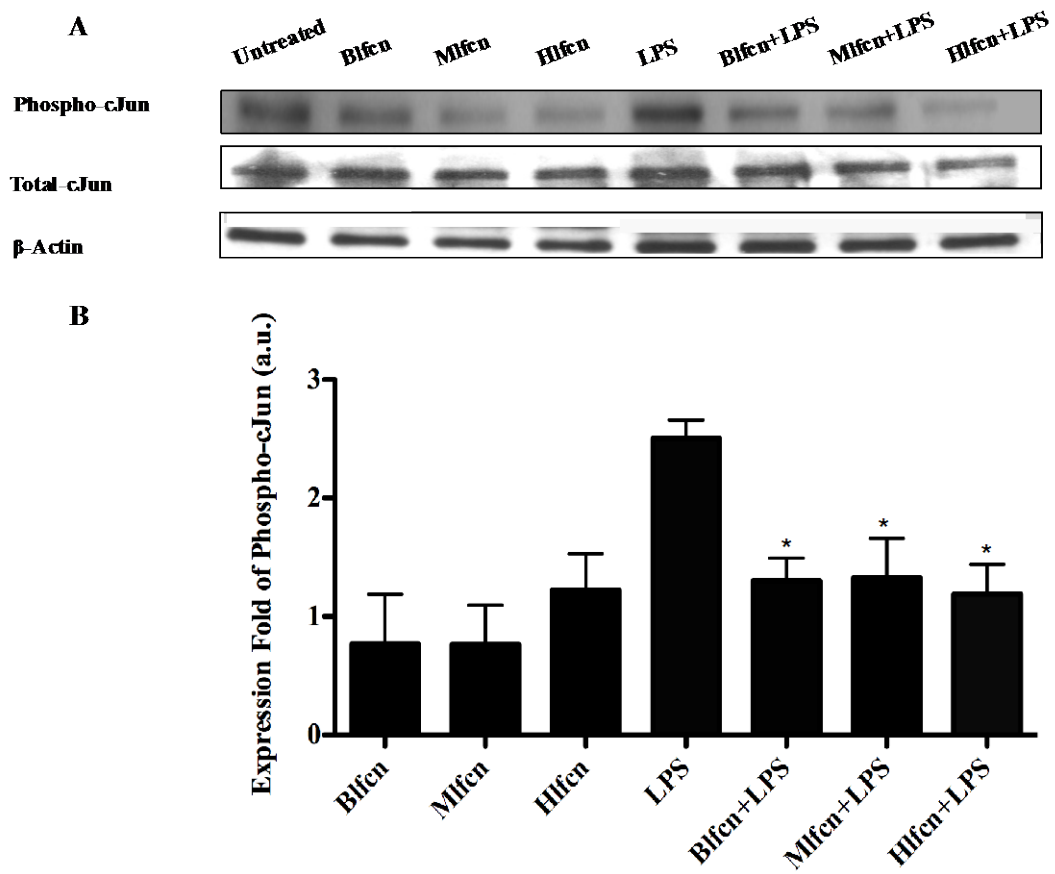 A
Untreated Blfcn Mlfcn Hlfcn LPS Blfcn+LPS Mlfcn+LPS Hlfcn+LPS
Phospho-cJun
Total-cJun
β-Actin
B
Expression Fold of Phospho-cJun (a.u.)
3
2
1
0
* * *
Blfcn Mlfcn Hlfcn LPS Blfcn+LPS Mlfcn+LPS Hlfcn+LPS